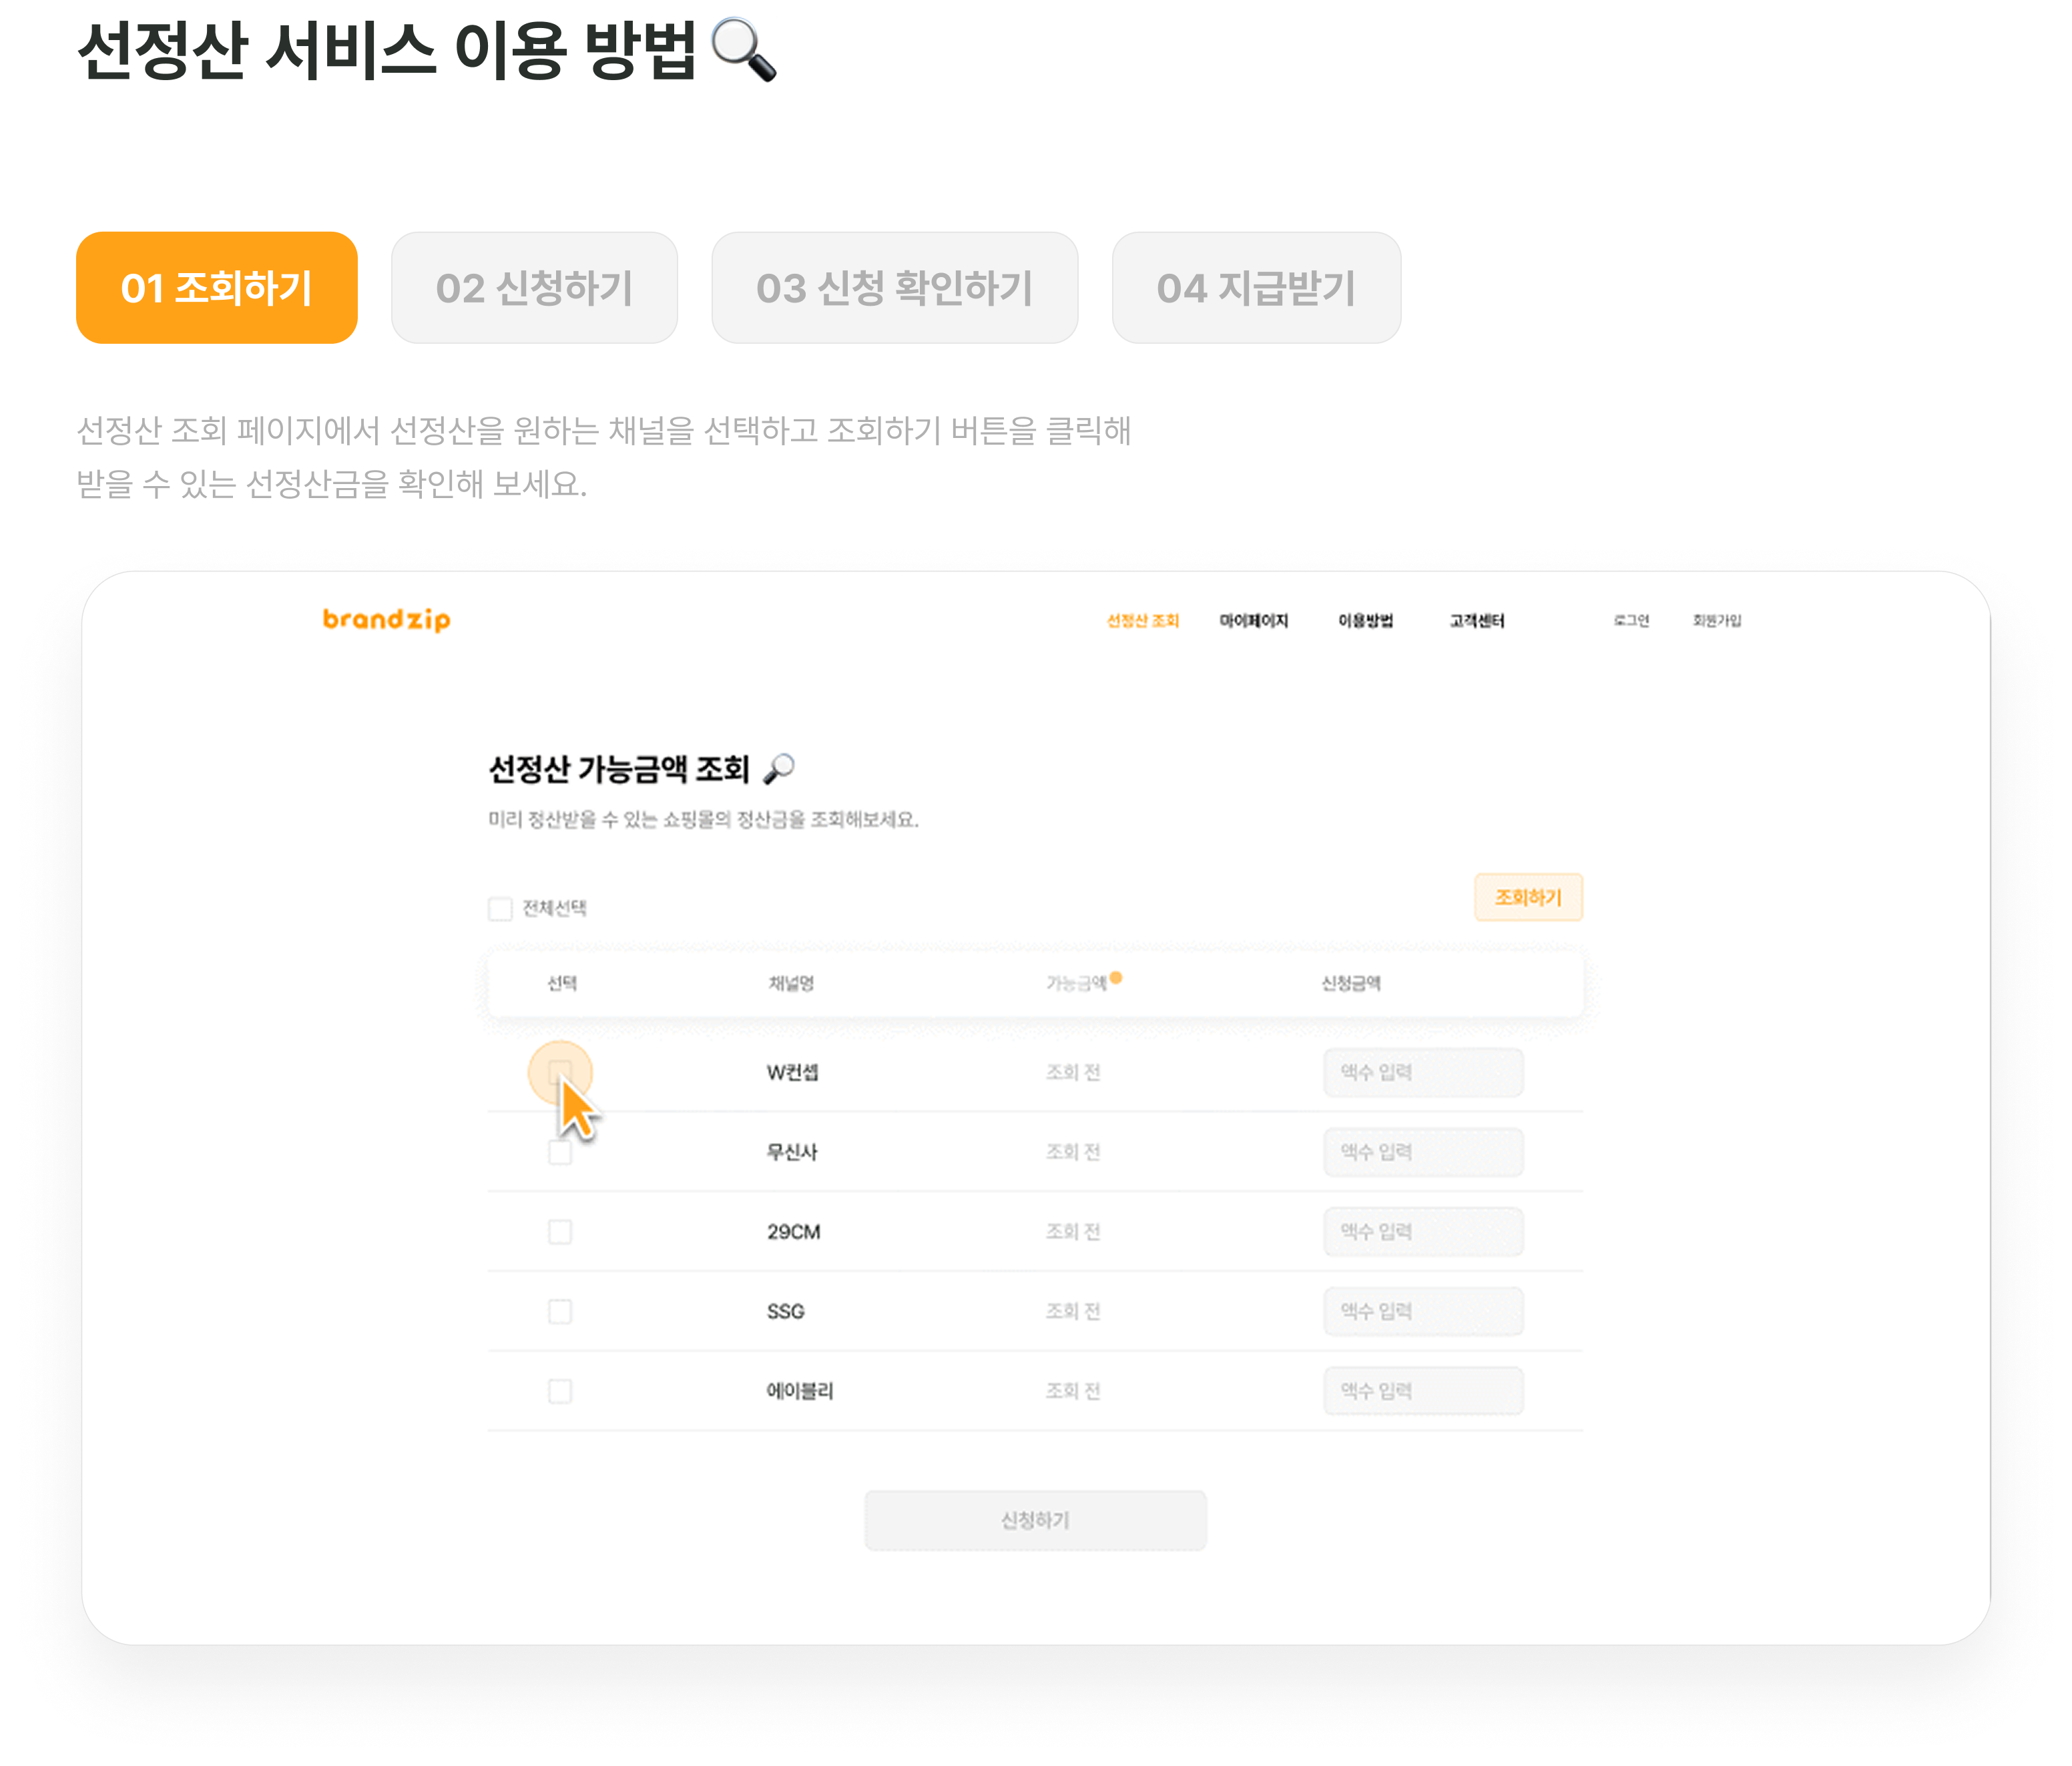 선정산 서비스 이용 방법
01 조회하기
02 신청하기
03 신청 확인하기
04 지급받기
선정산 조회 페이지에서 선정산을 원하는 채널을 선택하고 조회하기 버튼을 클릭해
받을 수 있는 선정산금을 확인해 보세요.
brandzip
선정산 조회
마이페이지
이용방법
고객센터
로그인
회원가입
선정산 가능금액 조회
미리 정산받을 수 있는 쇼핑몰의 정산금을 조회해보세요.
전체선택
조회하기
선택 채널명 가능금액 신청금액
W컨셉 조회 전 액수 입력
무신사 조회 전 액수 입력
29CM 조회 전 액수 입력
SSG 조회 전 액수 입력
에이블리 조회 전 액수 입력
신청하기